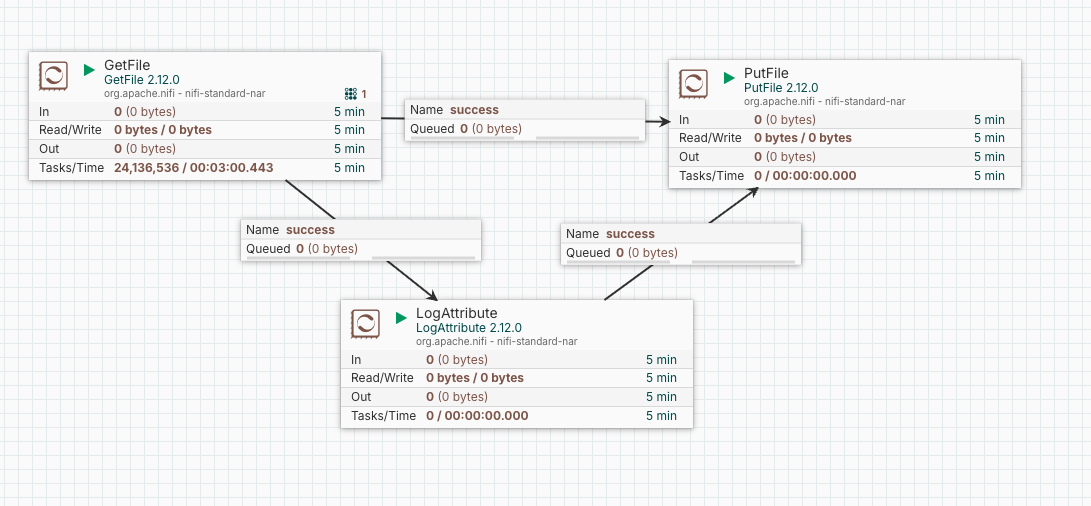 GetFile
GetFile 2.12.0
org.apache.nifi - nifi-standard-nar
1
In 0 (0 bytes) 5 min
Read/Write 0 bytes / 0 bytes 5 min
Out 0 (0 bytes) 5 min
Tasks/Time 24,136,536 / 00:03:00.443 5 min
Name success
Queued 0 (0 bytes)
PutFile
PutFile 2.12.0
org.apache.nifi - nifi-standard-nar
In 0 (0 bytes) 5 min
Read/Write 0 bytes / 0 bytes 5 min
Out 0 (0 bytes) 5 min
Tasks/Time 0 / 00:00:00.000 5 min
Name success
Queued 0 (0 bytes)
Name success
Queued 0 (0 bytes)
LogAttribute
LogAttribute 2.12.0
org.apache.nifi - nifi-standard-nar
In 0 (0 bytes) 5 min
Read/Write 0 bytes / 0 bytes 5 min
Out 0 (0 bytes) 5 min
Tasks/Time 0 / 00:00:00.000 5 min